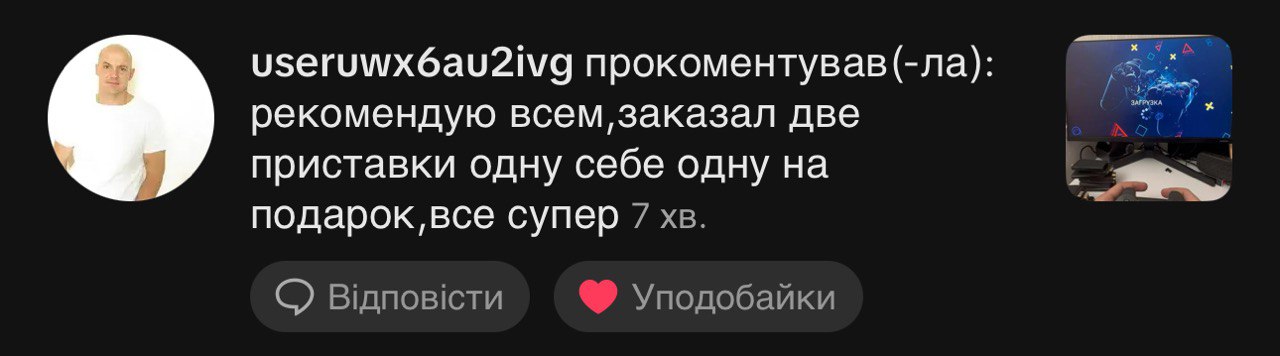 useruwx6au2ivg прокоментував(-ла):
рекомендую всем,заказал две
приставки одну себе одну на
подарок,все супер 7 хв.
ЗАГРУЗКА
Відповісти
Уподобайки